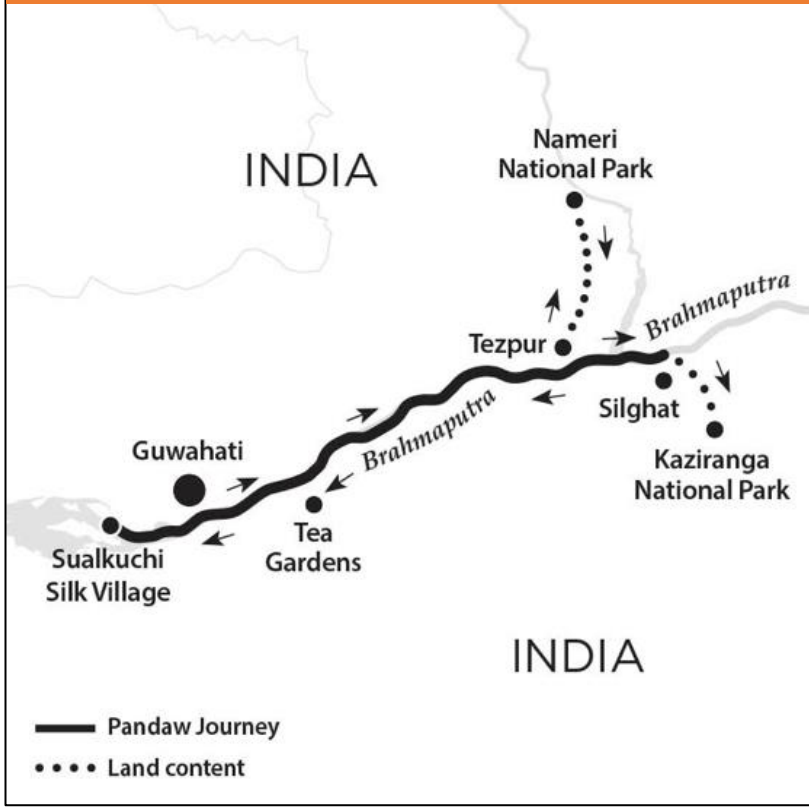 Nameri
National Park
INDIA
Brahmaputra
Tezpur
Silghat
Brahmaputra
Guwahati
Kaziranga
National Park
Tea
Gardens
Sualkuchi
Silk Village
INDIA
Pandaw Journey
Land content